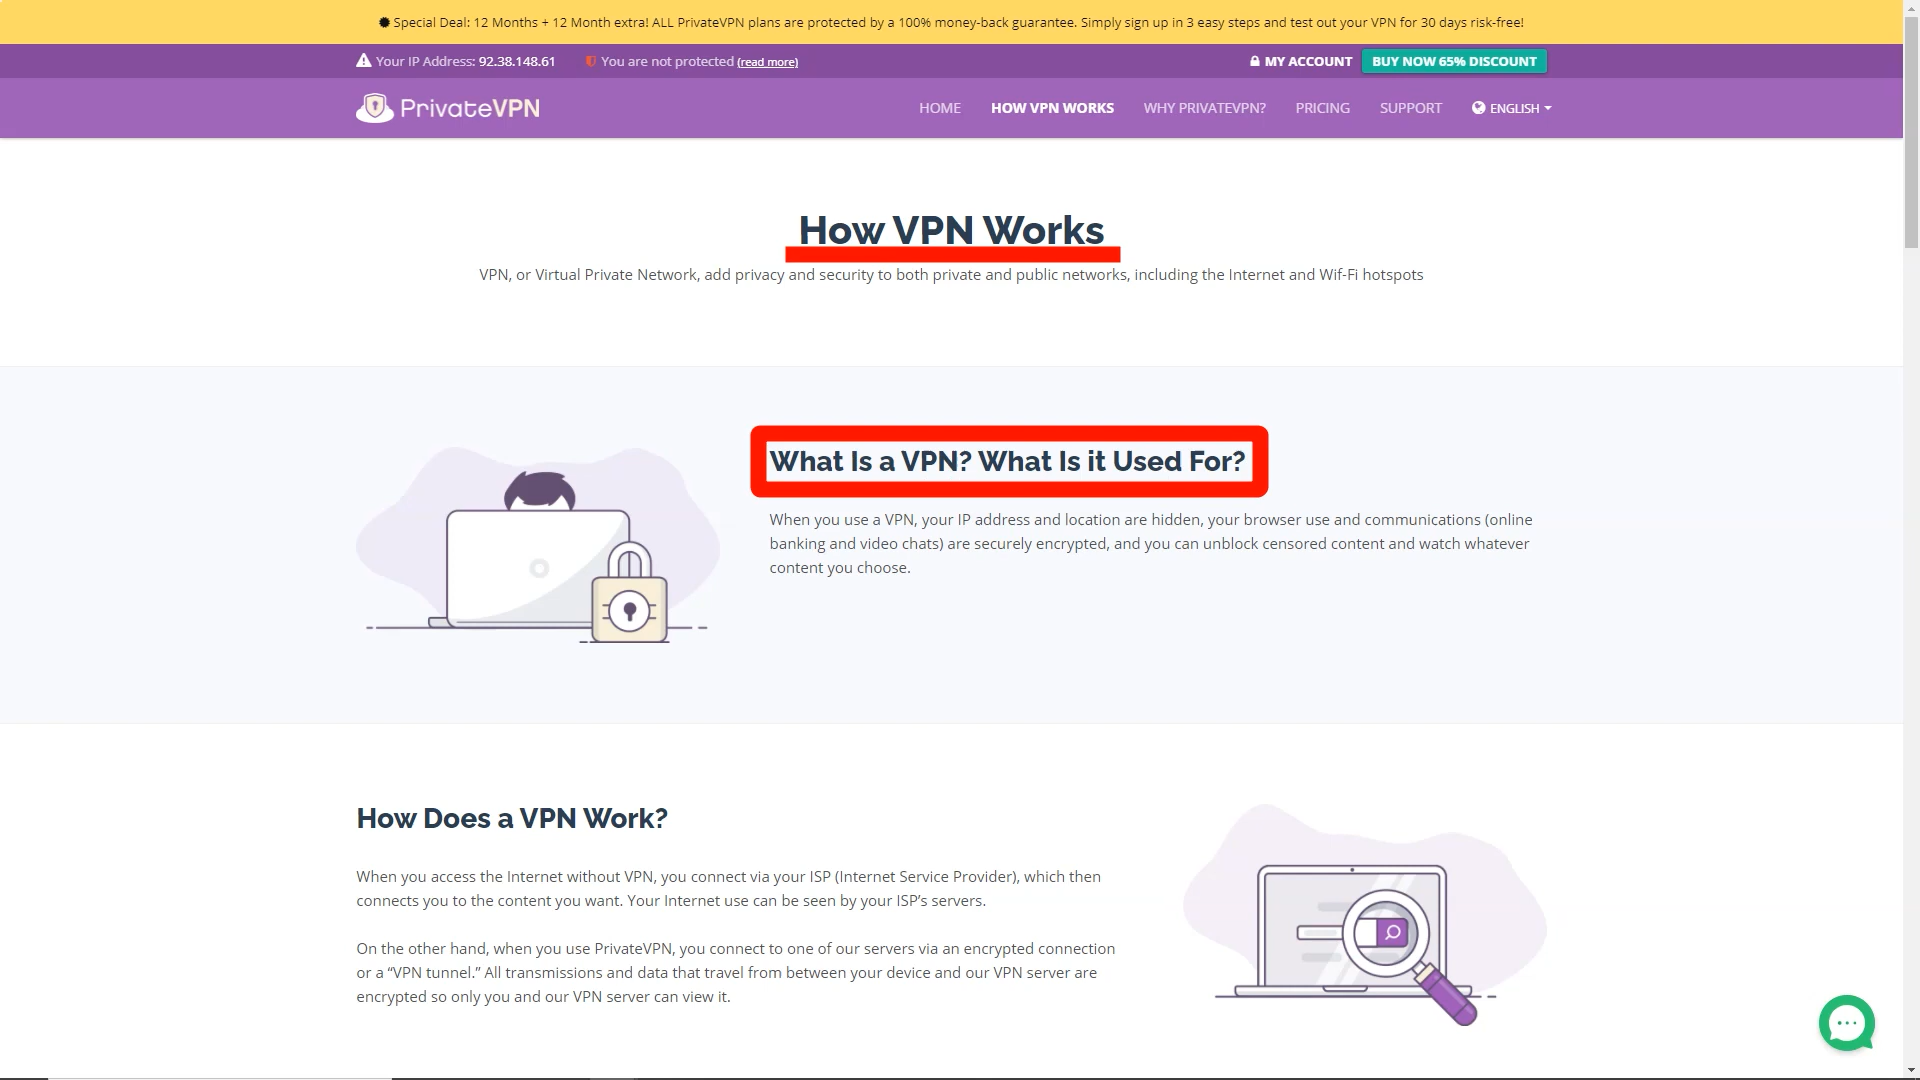 Special Deal: 12 Months + 12 Month extra! ALL PrivateVPN plans are protected by a 100% money-back guarantee. Simply sign up in 3 easy steps and test out your VPN for 30 days risk-free!
Your IP Address: 92.38.148.61 You are not protected (read more) MY ACCOUNT BUY NOW 65% DISCOUNT
PrivateVPN HOME HOW VPN WORKS WHY PRIVATEVPN? PRICING SUPPORT ENGLISH
How VPN Works
VPN, or Virtual Private Network, add privacy and security to both private and public networks, including the Internet and Wif-Fi hotspots
What Is a VPN? What Is it Used For?
When you use a VPN, your IP address and location are hidden, your browser use and communications (online
banking and video chats) are securely encrypted, and you can unblock censored content and watch whatever
content you choose.
How Does a VPN Work?
When you access the Internet without VPN, you connect via your ISP (Internet Service Provider), which then
connects you to the content you want. Your Internet use can be seen by your ISP’s servers.
On the other hand, when you use PrivateVPN, you connect to one of our servers via an encrypted connection
or a “VPN tunnel.” All transmissions and data that travel from between your device and our VPN server are
encrypted so only you and our VPN server can view it.